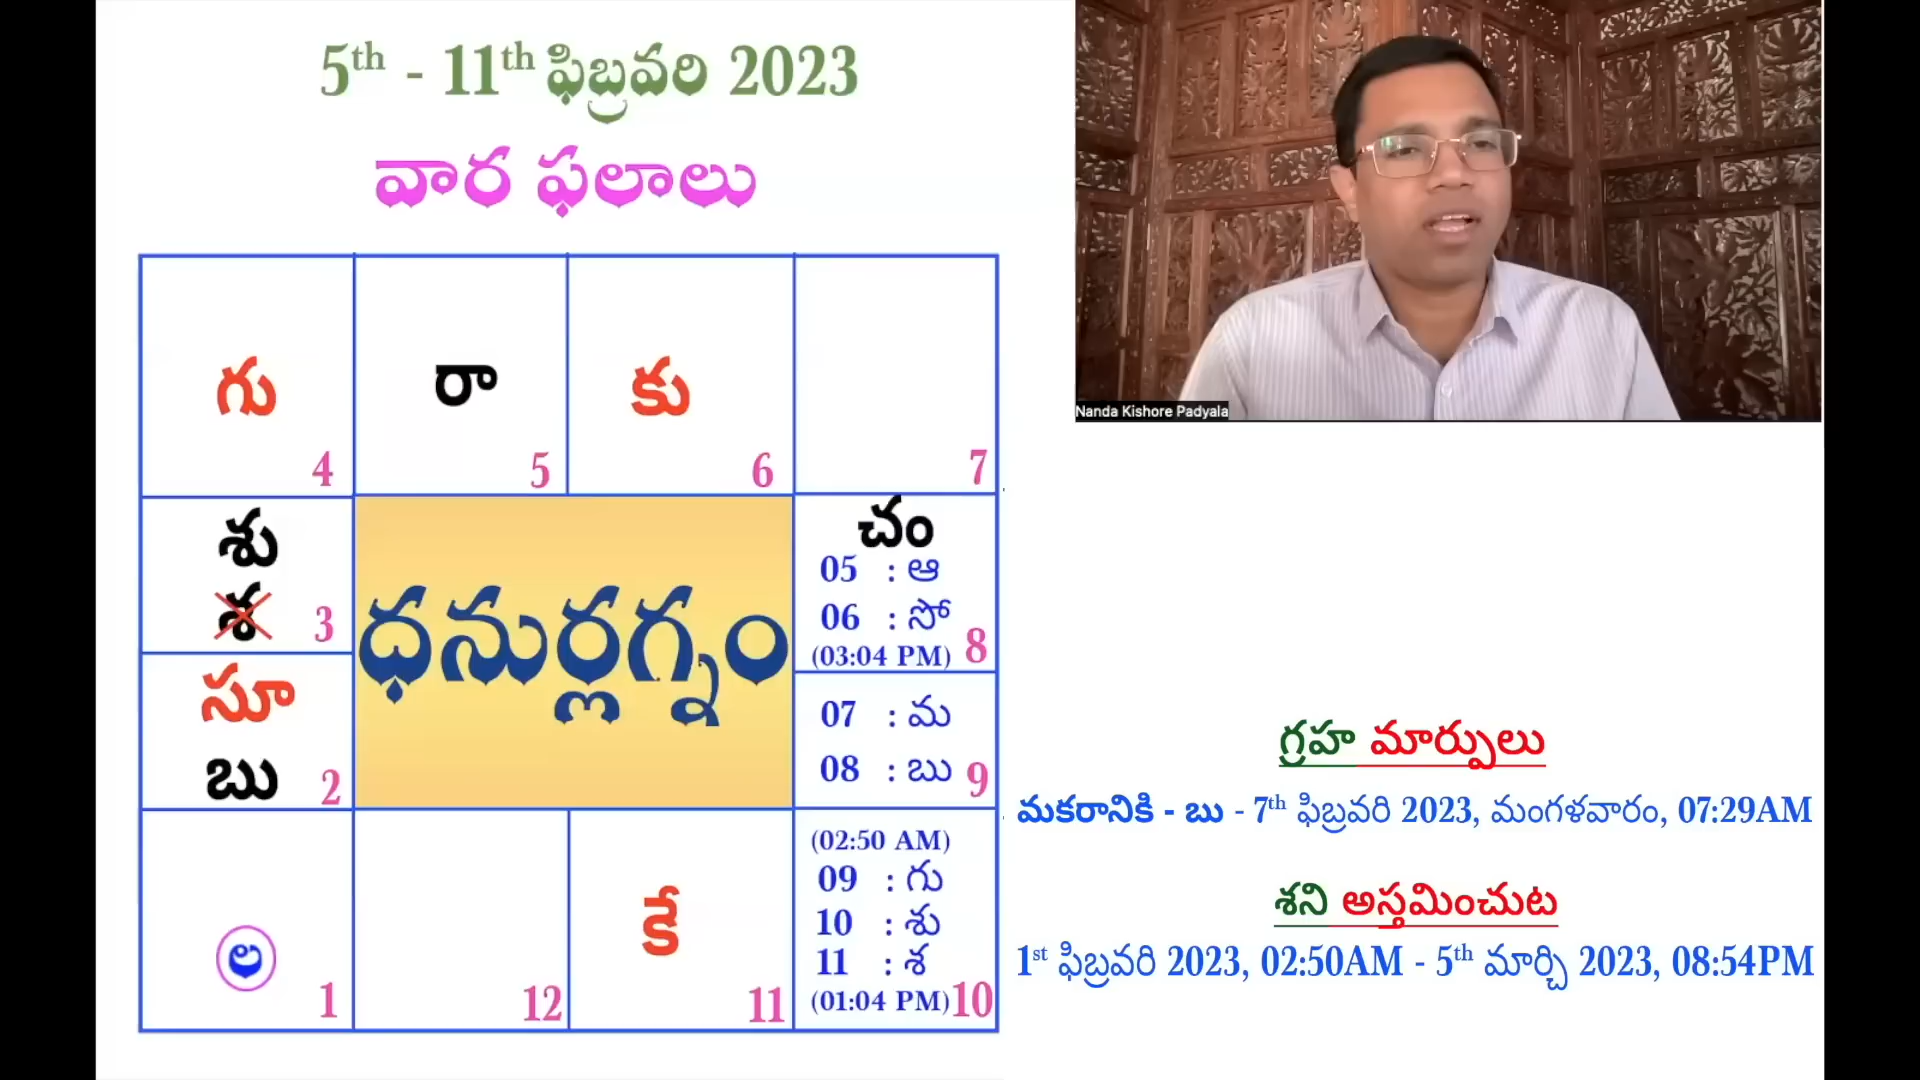 5th - 11th ఫిబ్రవరి 2023
వార ఫలాలు
Nanda Kishore Padyala
గు
4
రా
5
కు
6
7
శు
శ
3
ధనుర్లగ్నం
చం
05 : ఆ
06 : సో
(03:04 PM) 8
సూ
బు
2
07 : మ
08 : బు
9
ల
1
12
కే
11
(02:50 AM)
09 : గు
10 : శు
11 : శ
(01:04 PM) 10
గ్రహ మార్పులు
మకరానికి - బు - 7th ఫిబ్రవరి 2023, మంగళవారం, 07:29AM
శని అస్తమించుట
1st ఫిబ్రవరి 2023, 02:50AM - 5th మార్చి 2023, 08:54PM